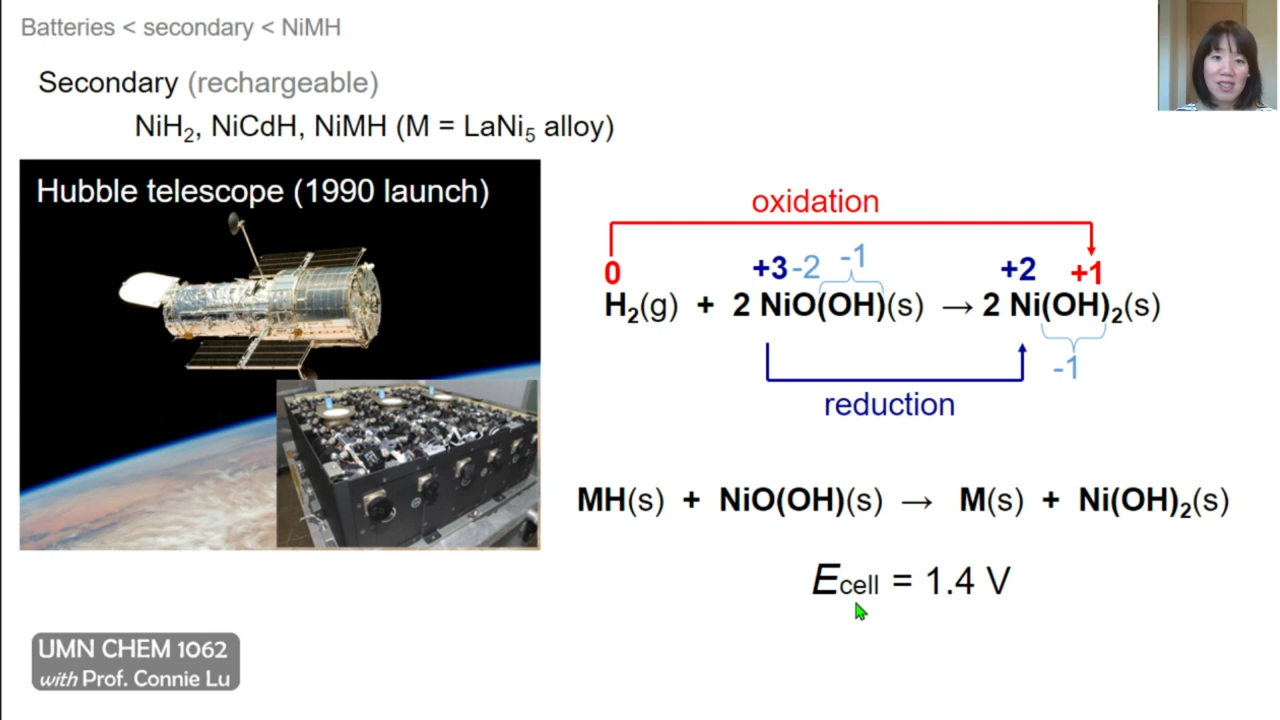 Batteries < secondary < NiMH
Secondary (rechargeable)
NiH₂, NiCdH, NiMH (M = LaNi₅ alloy)
Hubble telescope (1990 launch)
oxidation
0 +3 -2 -1 +2 +1
H₂(g) + 2 NiO(OH)(s) → 2 Ni(OH)₂(s)
-1
reduction
MH(s) + NiO(OH)(s) → M(s) + Ni(OH)₂(s)
Ecell = 1.4 V
UMN CHEM 1062
with Prof. Connie Lu